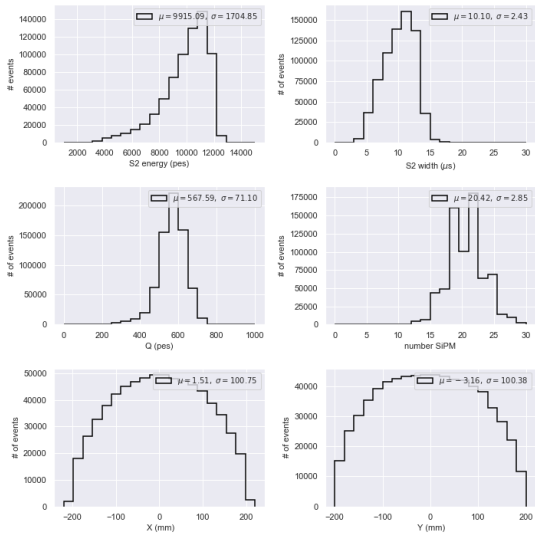 μ = 9915.09, σ = 1704.85
# of events
140000
120000
100000
80000
60000
40000
20000
0
2000 4000 6000 8000 10000 12000 14000
S2 energy (pes)
μ = 10.10, σ = 2.43
# of events
150000
125000
100000
75000
50000
25000
0
0 5 10 15 20 25 30
S2 width (μs)
μ = 567.59, σ = 71.10
# of events
200000
150000
100000
50000
0
0 200 400 600 800 1000
Q (pes)
μ = 20.42, σ = 2.85
# of events
175000
150000
125000
100000
75000
50000
25000
0
0 5 10 15 20 25 30
number SiPM
μ = 1.51, σ = 100.75
# of events
50000
40000
30000
20000
10000
0
−200 −100 0 100 200
X (mm)
μ = −3.16, σ = 100.38
# of events
40000
30000
20000
10000
0
−200 −100 0 100 200
Y (mm)